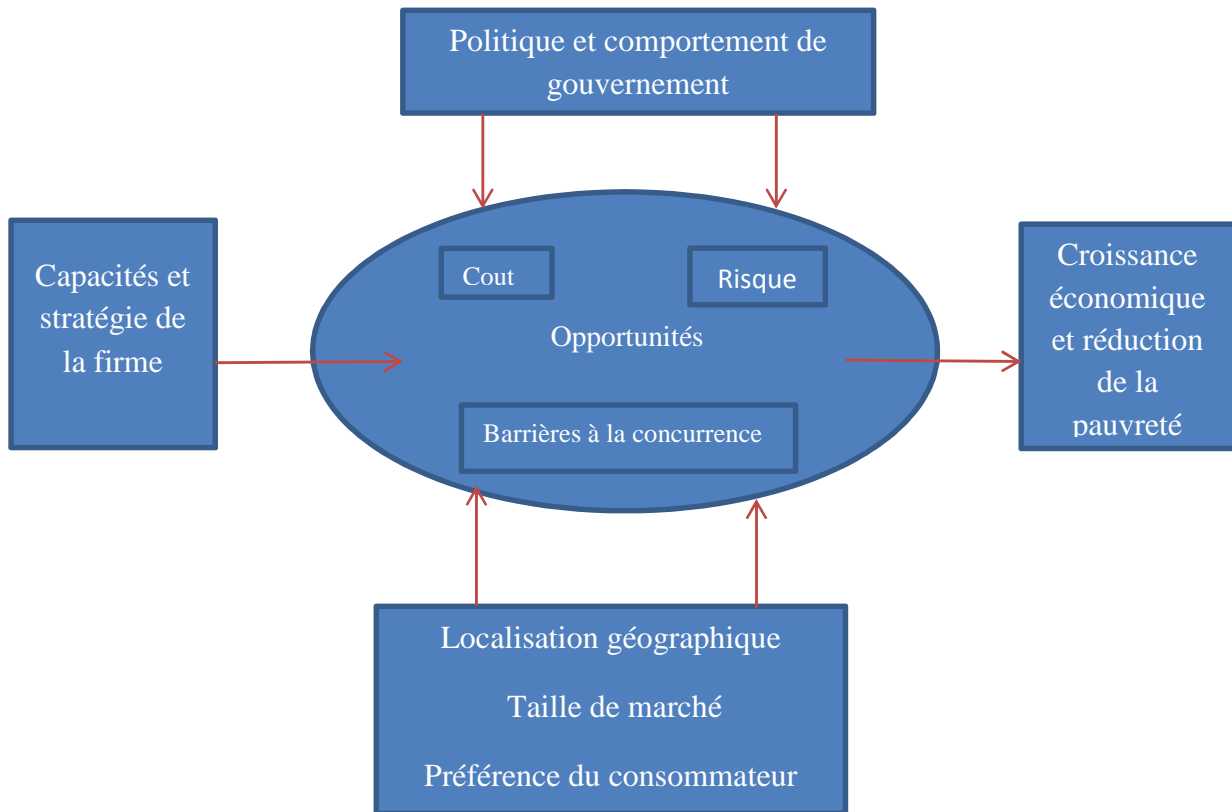 Politique et comportement de
gouvernement
Capacités et
stratégie de
la firme
Cout
Risque
Opportunités
Barrières à la concurrence
Croissance
économique
et réduction
de la
pauvreté
Localisation géographique
Taille de marché
Préférence du consommateur